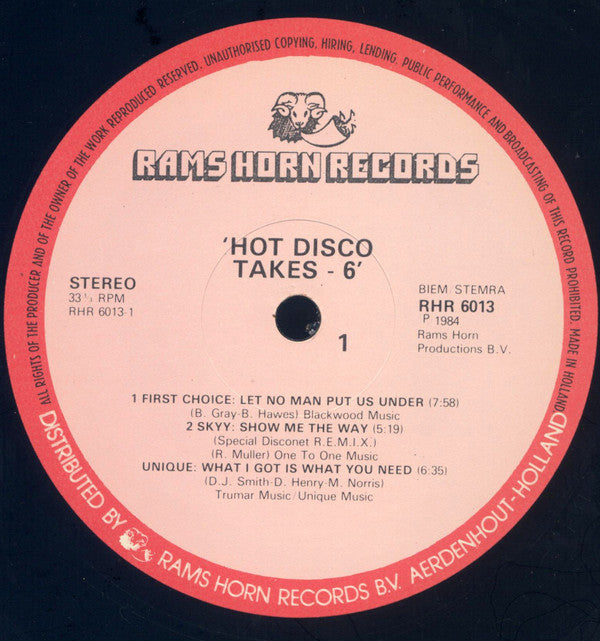 ALL RIGHTS OF THE PRODUCER AND OF THE OWNER OF THE WORK REPRODUCED RESERVED. UNAUTHORISED COPYING, HIRING, LENDING, PUBLIC PERFORMANCE AND BROADCASTING OF THIS RECORD PROHIBITED. MADE IN HOLLAND
RAMS HORN RECORDS
'HOT DISCO
TAKES - 6'
STEREO
33⅓ RPM
RHR 6013-1
BIEM STEMRA
RHR 6013
P 1984
Rams Horn
Productions B.V.
1
1 FIRST CHOICE: LET NO MAN PUT US UNDER (7:58)
(B. Gray-B. Hawes) Blackwood Music
2 SKYY: SHOW ME THE WAY (5:19)
(Special Disconet R.E.M.I.X.)
(R. Muller) One To One Music
UNIQUE: WHAT I GOT IS WHAT YOU NEED (6:35)
(D.J. Smith-D. Henry-M. Norris)
Trumar Music/Unique Music
DISTRIBUTED BY RAMS HORN RECORDS B.V. AERDENHOUT-HOLLAND